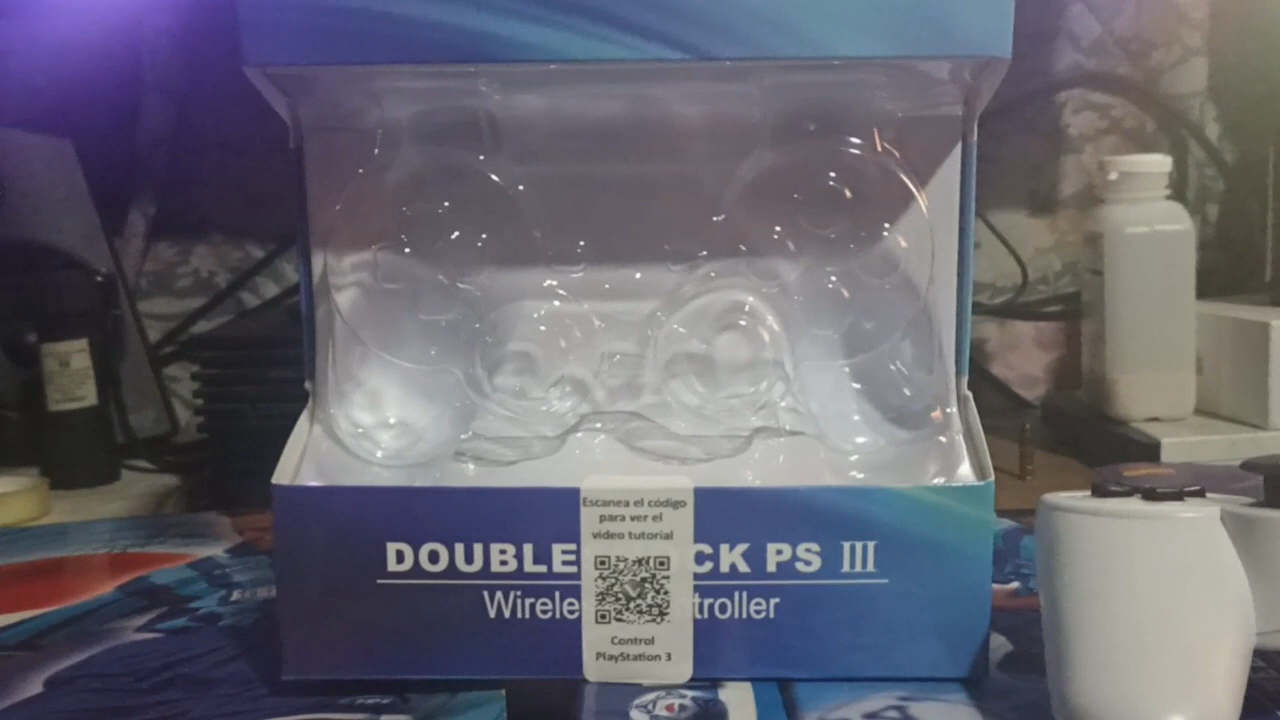 Escanea el código
para ver el
video tutorial
DOUBLE CK PS III
Wirele troller
Control
PlayStation 3